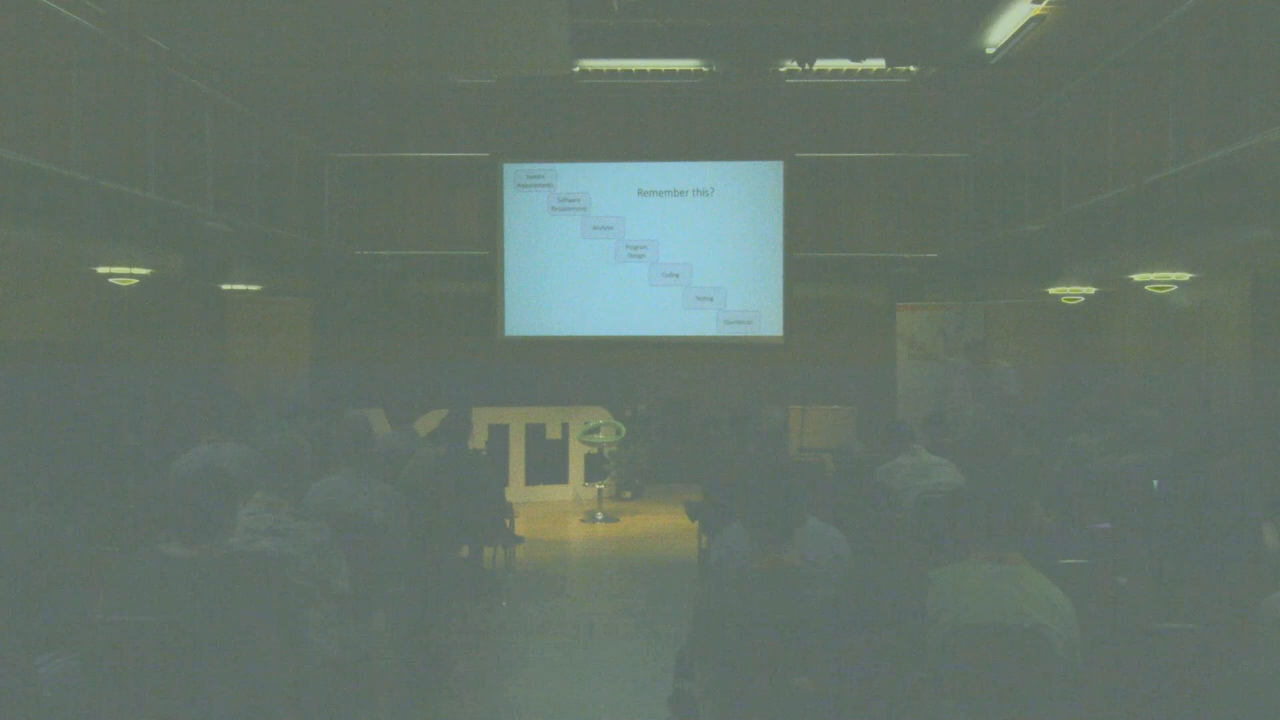 System
Requirements
Remember this?
Software
Requirements
Analysis
Program
Design
Coding
Testing
Operations